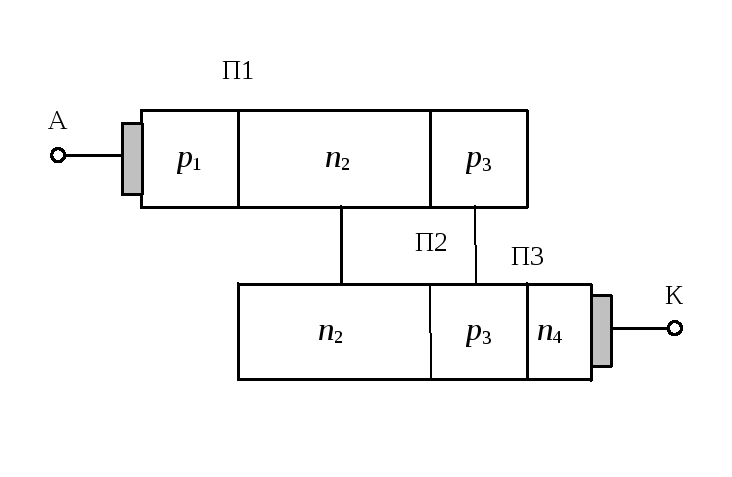 П1
А
p₁ n₂ p₃
П2
П3
К
n₂ p₃ n₄